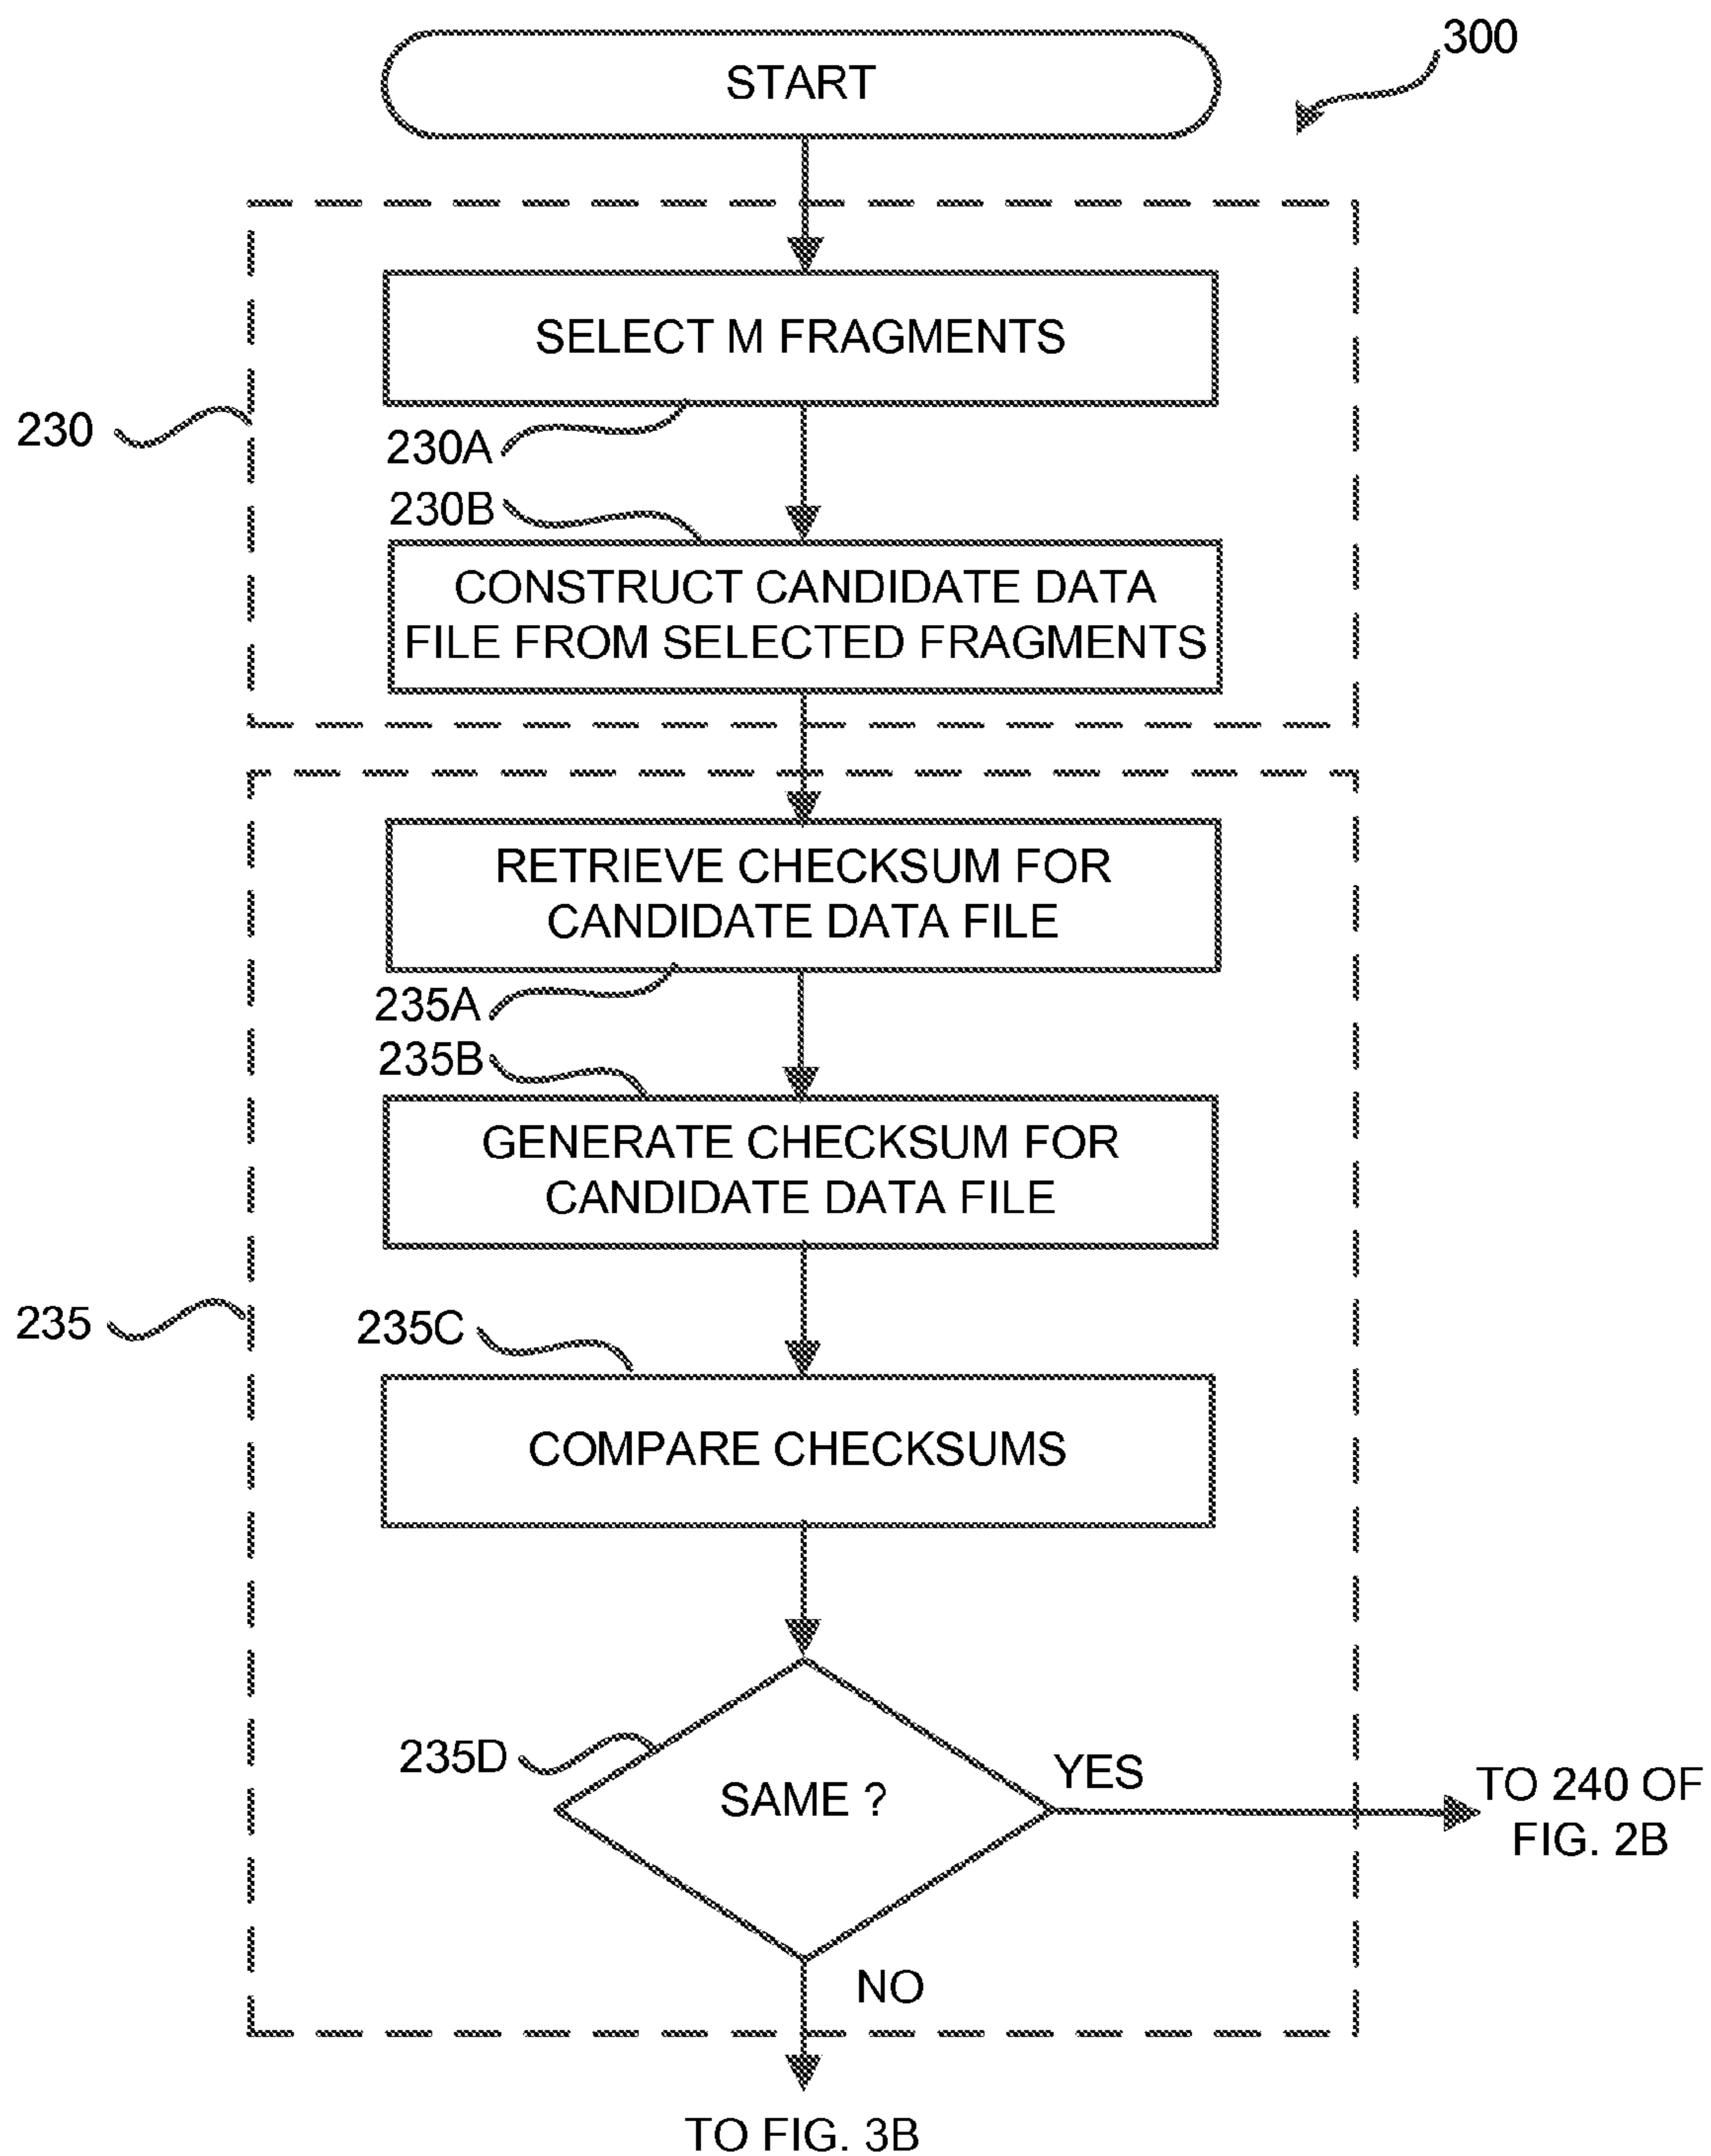 300
START
SELECT M FRAGMENTS
230
230A
230B
CONSTRUCT CANDIDATE DATA
FILE FROM SELECTED FRAGMENTS
RETRIEVE CHECKSUM FOR
CANDIDATE DATA FILE
235A
235B
GENERATE CHECKSUM FOR
CANDIDATE DATA FILE
235
235C
COMPARE CHECKSUMS
235D
SAME ?
YES
TO 240 OF
FIG. 2B
NO
TO FIG. 3B